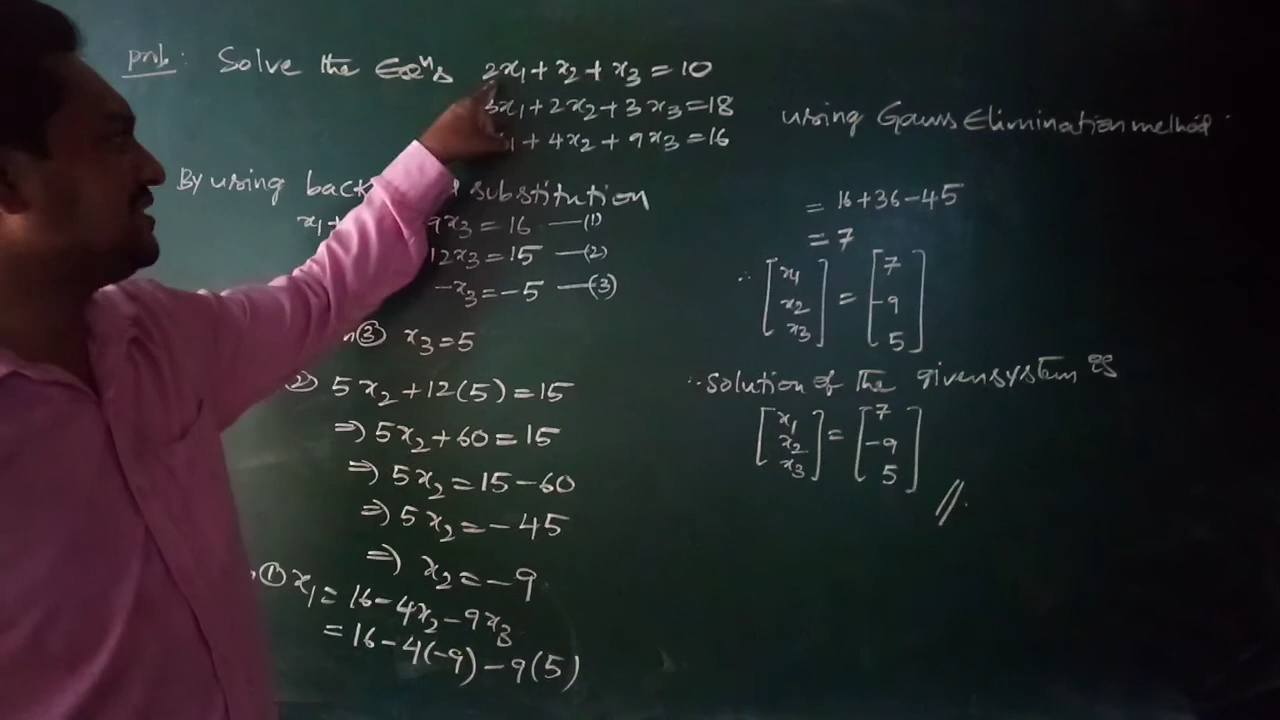 prob: Solve the Eqⁿs 2x₁ + x₂ + x₃ = 10
3x₁ + 2x₂ + 3x₃ = 18
+ 4x₂ + 9x₃ = 16
using Gauss Elimination method.
By using substitution
x₁ + 9x₃ = 16 —(1)
12x₃ = 15 —(2)
-x₃ = -5 —(3)
③ x₃ = 5
2) 5x₂ + 12(5) = 15
⇒ 5x₂ + 60 = 15
⇒ 5x₂ = 15 - 60
⇒ 5x₂ = -45
⇒ x₂ = -9
① x₁ = 16 - 4x₂ - 9x₃
= 16 - 4(-9) - 9(5)
= 16 + 36 - 45
= 7
∴ [x₁ x₂ x₃] = [7 -9 5]
∴ solution of the given system is
[x₁ x₂ x₃] = [7 -9 5] //.